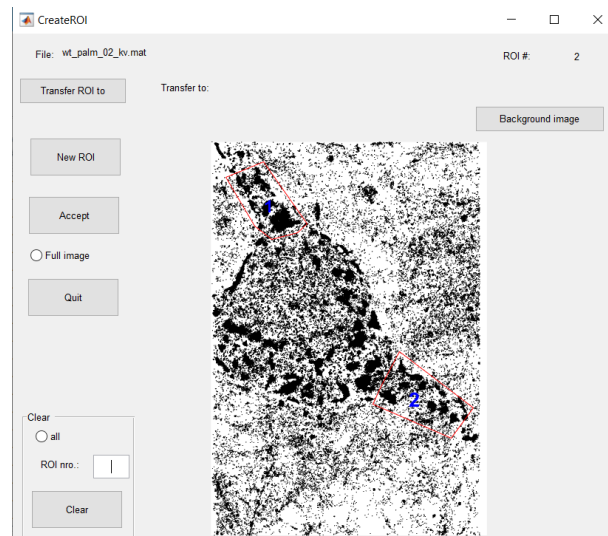 CreateROI
File: wt_palm_02_kv.mat
ROI #: 2
Transfer ROI to
Transfer to:
Background image
New ROI
1
Accept
Full image
Quit
2
Clear
all
ROI nro.:
Clear